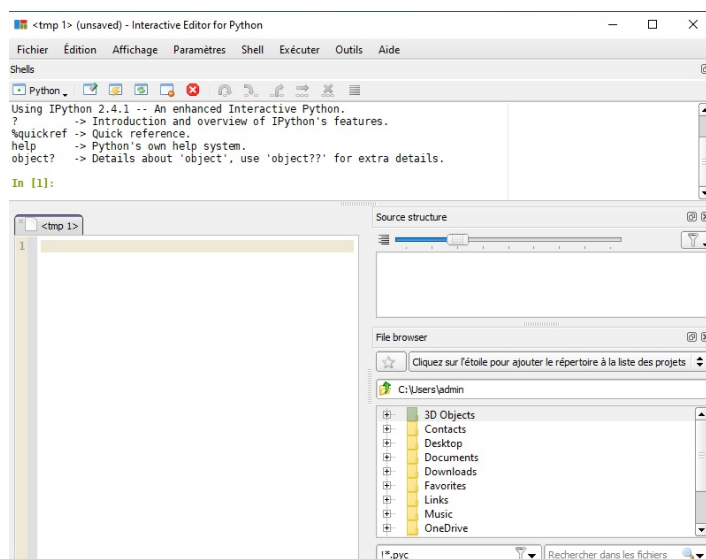 <tmp 1> (unsaved) - Interactive Editor for Python
Fichier Édition Affichage Paramètres Shell Exécuter Outils Aide
Shells
Python
Using IPython 2.4.1 -- An enhanced Interactive Python.
? -> Introduction and overview of IPython's features.
%quickref -> Quick reference.
help -> Python's own help system.
object? -> Details about 'object', use 'object??' for extra details.
In [1]:
<tmp 1>
1
Source structure
File browser
Cliquez sur l'étoile pour ajouter le répertoire à la liste des projets
C:\Users\admin
3D Objects
Contacts
Desktop
Documents
Downloads
Favorites
Links
Music
OneDrive
!*.pyc
Rechercher dans les fichiers